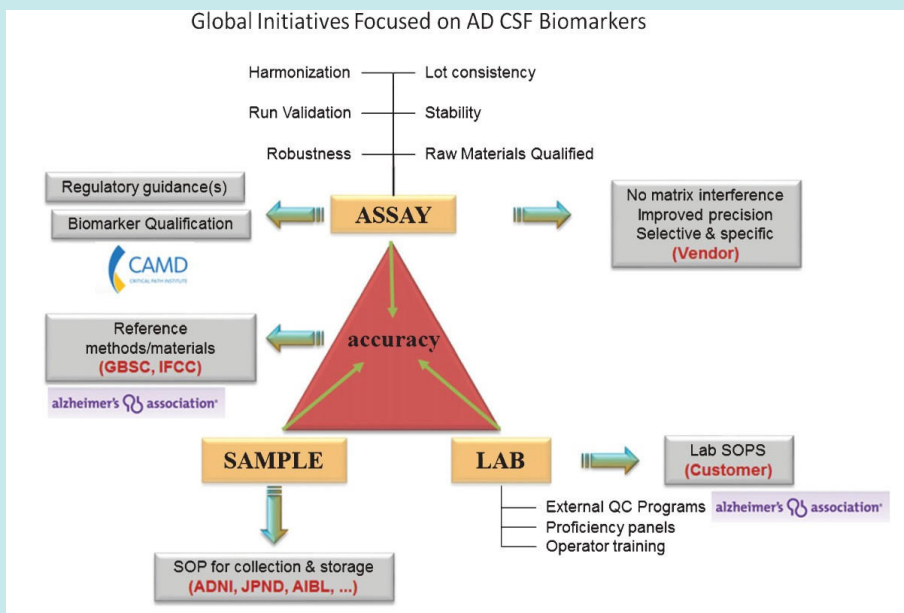 Global Initiatives Focused on AD CSF Biomarkers
Harmonization
Lot consistency
Run Validation
Stability
Robustness
Raw Materials Qualified
Regulatory guidance(s)
Biomarker Qualification
CAMD
CRITICAL PATH INSTITUTE
ASSAY
No matrix interference
Improved precision
Selective & specific
(Vendor)
Reference
methods/materials
(GBSC, IFCC)
alzheimer's association®
accuracy
SAMPLE
LAB
Lab SOPS
(Customer)
External QC Programs
Proficiency panels
Operator training
alzheimer's association®
SOP for collection & storage
(ADNI, JPND, AIBL, ...)